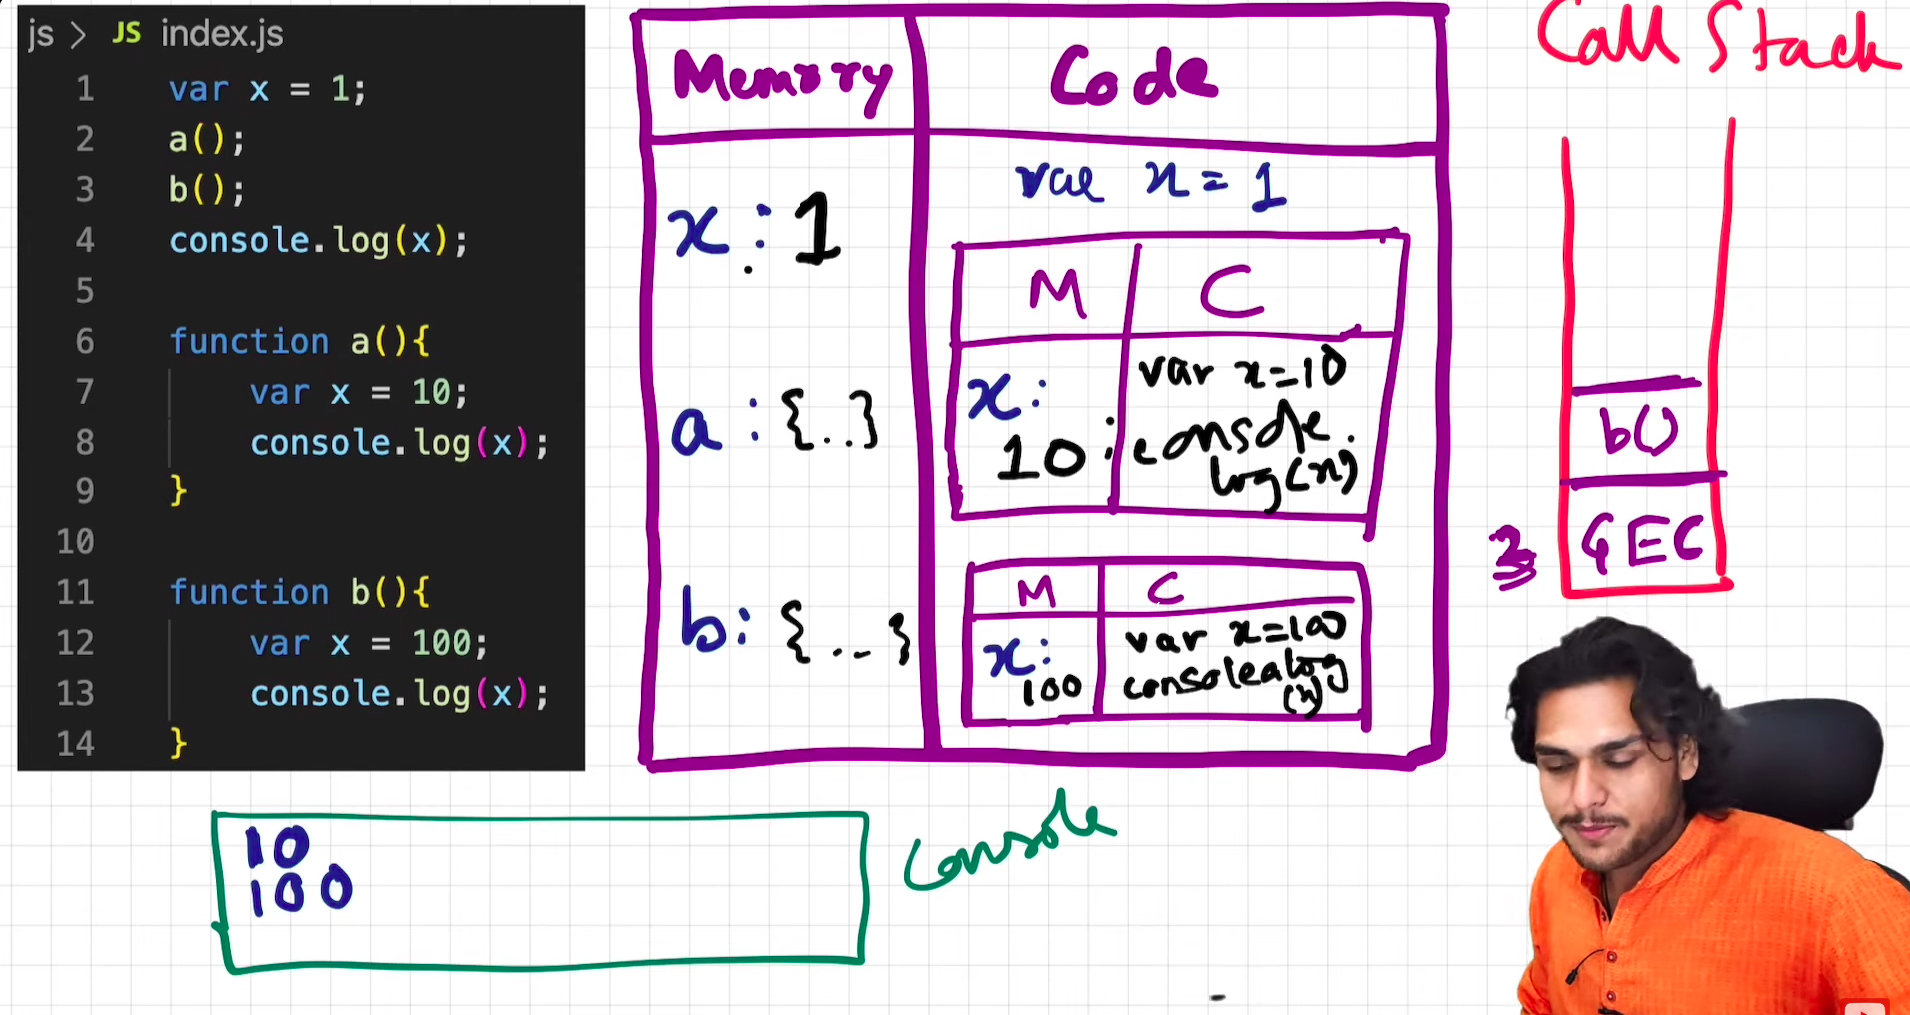 js > JS index.js
1 var x = 1;
2 a();
3 b();
4 console.log(x);
5
6 function a(){
7 var x = 10;
8 console.log(x);
9 }
10
11 function b(){
12 var x = 100;
13 console.log(x);
14 }
Memory
Code
x : 1
a : {..}
b: {...}
var x = 1
M
C
x:
10
var x=10
console.
log(x);
M
C
x:
100
var x=100
console.log
(x)
Call Stack
b()
GEC
10
100
Console